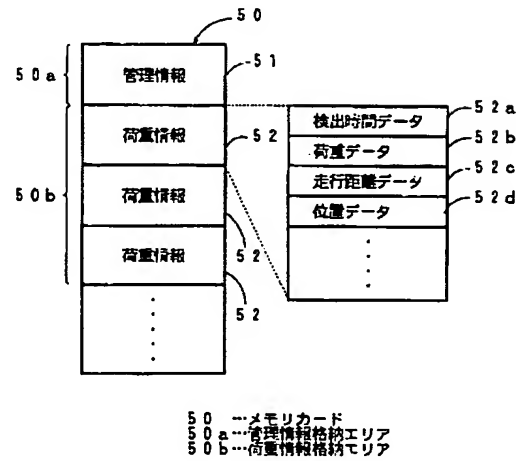 50
50a
管理情報
51
荷重情報
52
50b
荷重情報
52
荷重情報
52
検出時間データ
52a
荷重データ
52b
走行距離データ
52c
位置データ
52d
50 …メモリカード
50a…管理情報格納エリア
50b…荷重情報格納エリア